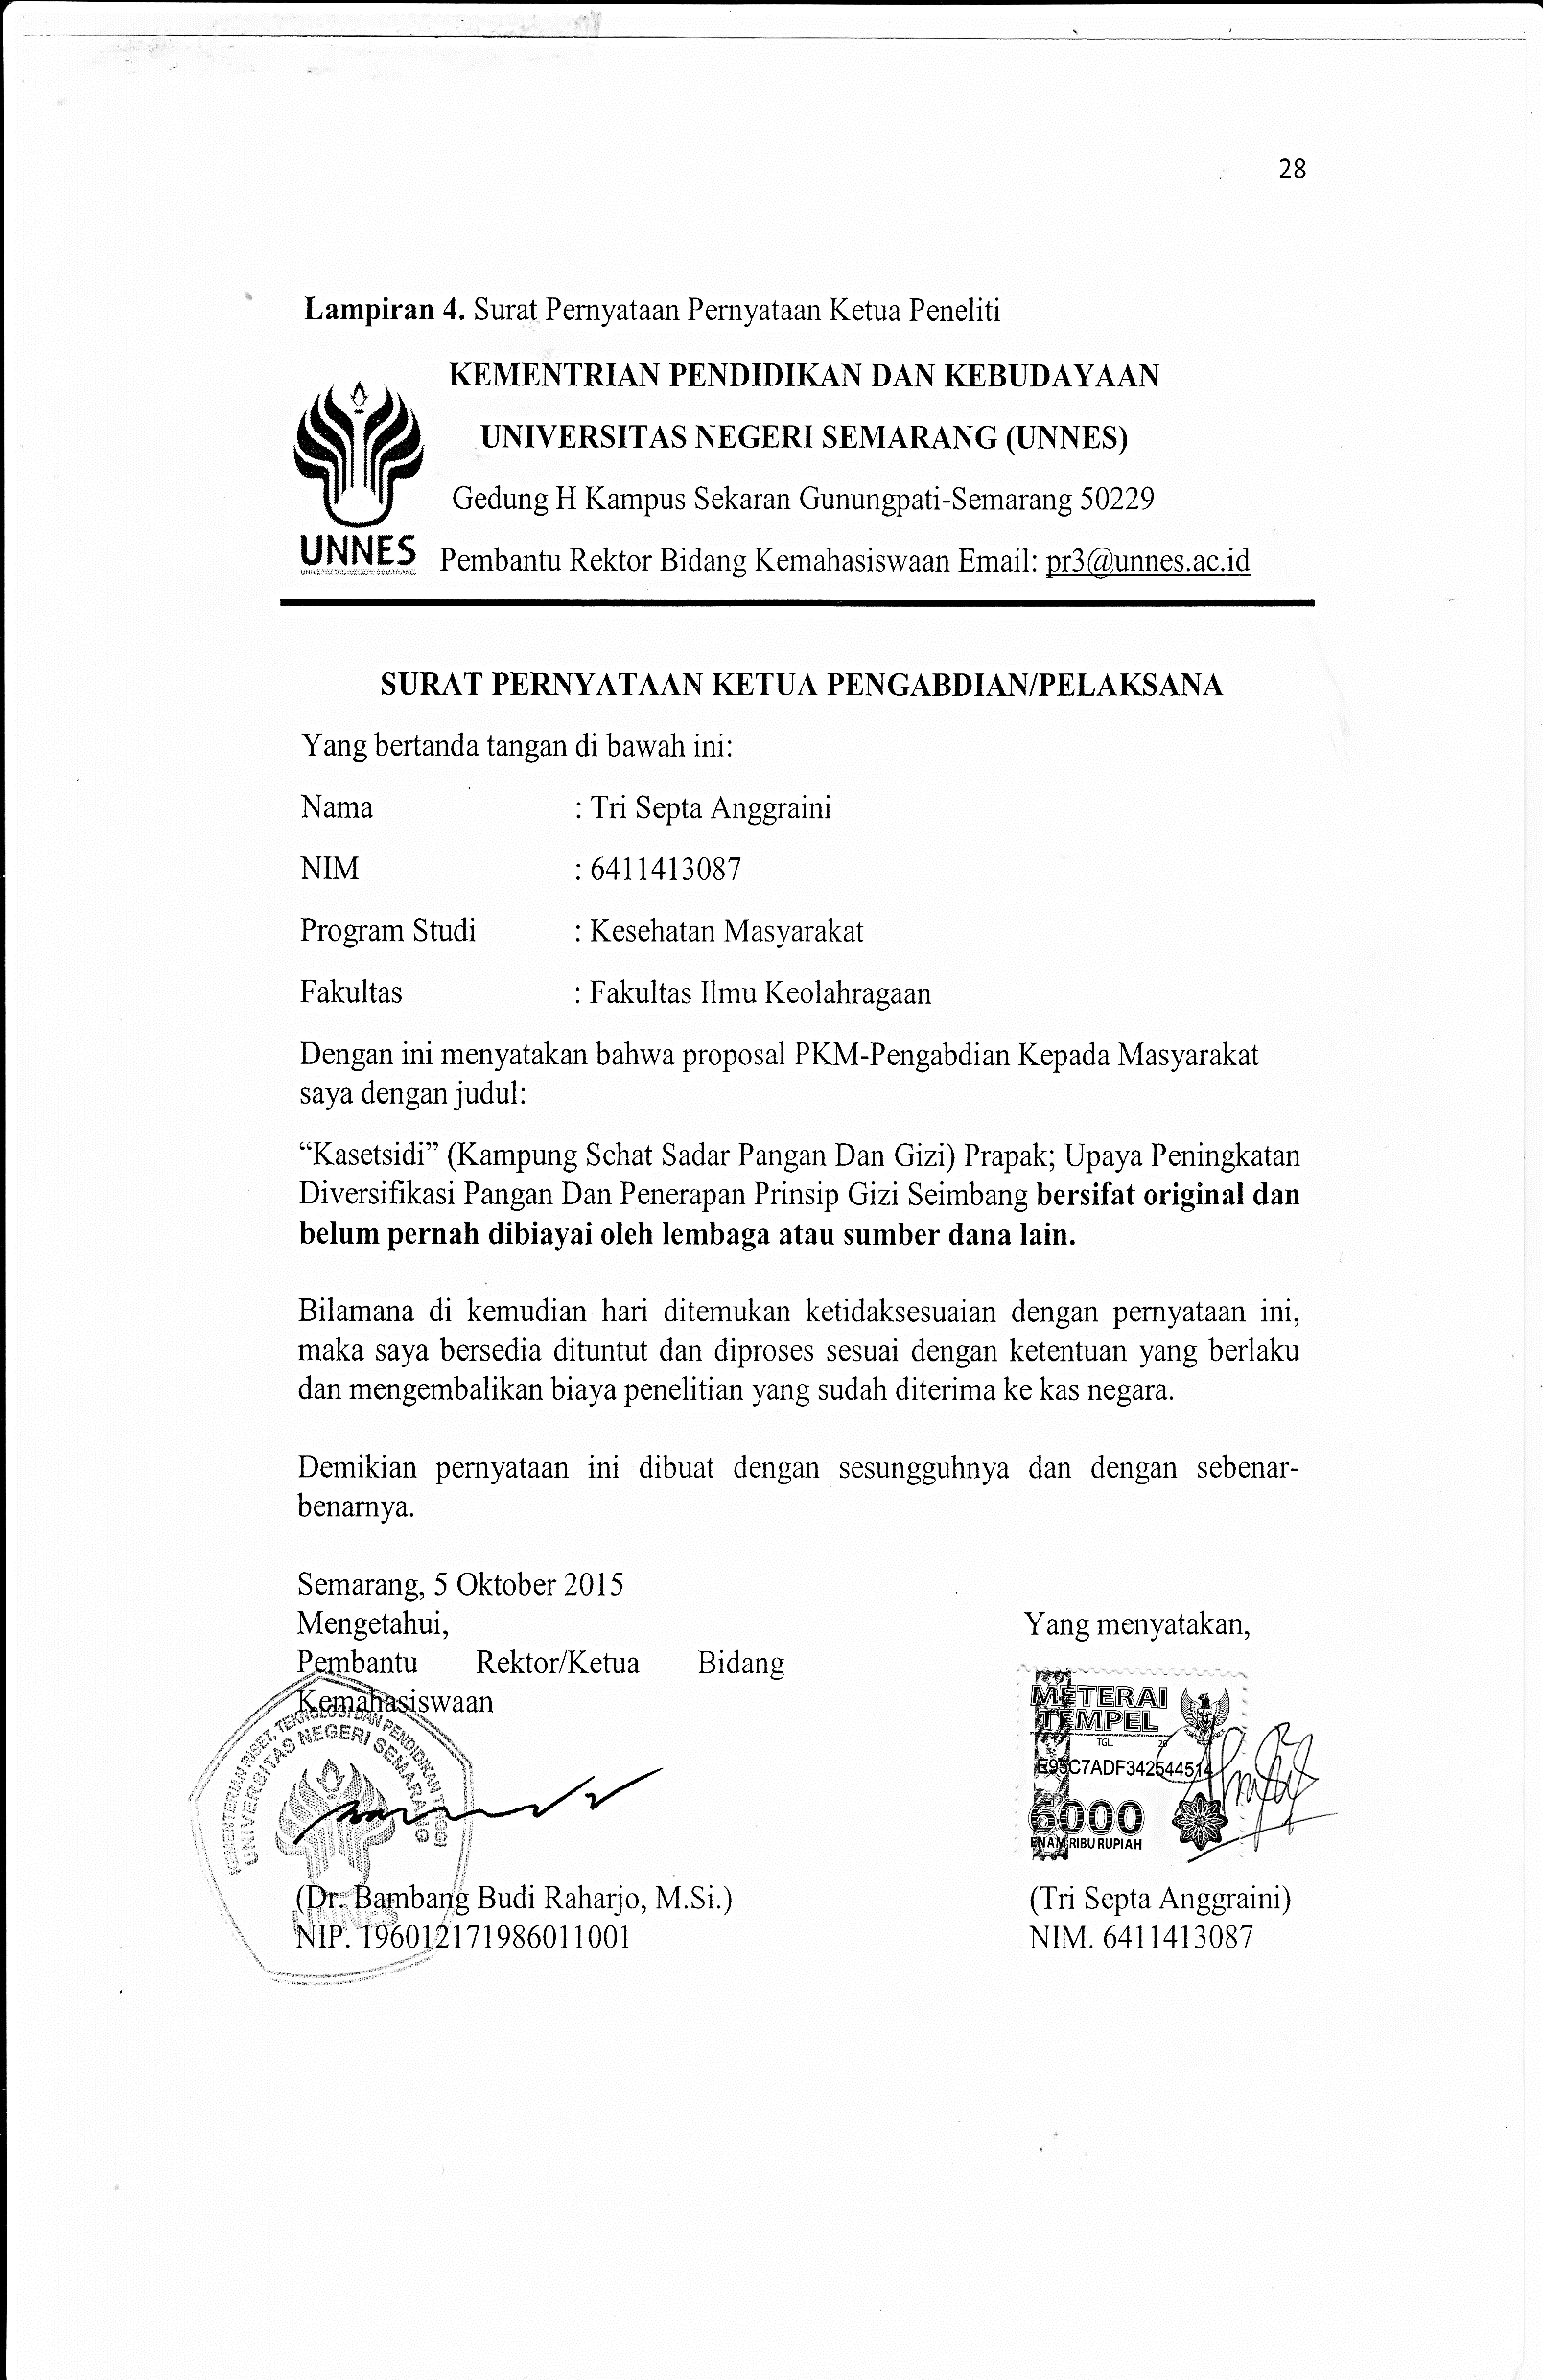 28
Lampiran 4. Surat Pernyataan Pernyataan Ketua Peneliti
KEMENTRIAN PENDIDIKAN DAN KEBUDAYAAN
UNIVERSITAS NEGERI SEMARANG (UNNES)
Gedung H Kampus Sekaran Gunungpati-Semarang 50229
UNNES
UNIVERSITAS NEGERI SEMARANG
Pembantu Rektor Bidang Kemahasiswaan Email: pr3@unnes.ac.id
SURAT PERNYATAAN KETUA PENGABDIAN/PELAKSANA
Yang bertanda tangan di bawah ini:
Nama : Tri Septa Anggraini
NIM : 6411413087
Program Studi : Kesehatan Masyarakat
Fakultas : Fakultas Ilmu Keolahragaan
Dengan ini menyatakan bahwa proposal PKM-Pengabdian Kepada Masyarakat
saya dengan judul:
“Kasetsidi” (Kampung Sehat Sadar Pangan Dan Gizi) Prapak; Upaya Peningkatan
Diversifikasi Pangan Dan Penerapan Prinsip Gizi Seimbang bersifat original dan
belum pernah dibiayai oleh lembaga atau sumber dana lain.
Bilamana di kemudian hari ditemukan ketidaksesuaian dengan pernyataan ini,
maka saya bersedia dituntut dan diproses sesuai dengan ketentuan yang berlaku
dan mengembalikan biaya penelitian yang sudah diterima ke kas negara.
Demikian pernyataan ini dibuat dengan sesungguhnya dan dengan sebenar-
benarnya.
Semarang, 5 Oktober 2015
Mengetahui,
Pembantu Rektor/Ketua Bidang
Kemahasiswaan
UNIVERSITAS NEGERI SEMARANG
(Dr. Bambang Budi Raharjo, M.Si.)
NIP. 196012171986011001
Yang menyatakan,
METERAI
TEMPEL
TGL
6000
ENAM RIBU RUPIAH
(Tri Septa Anggraini)
NIM. 6411413087